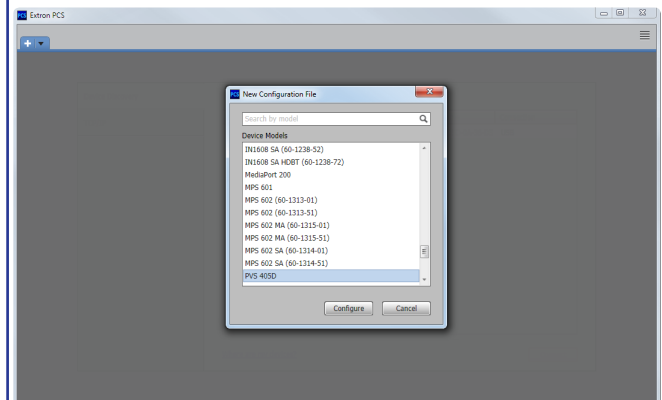 PCS Extron PCS
PCS New Configuration File
Search by model
Device Models
IN1608 SA (60-1238-52)
IN1608 SA HDBT (60-1238-72)
MediaPort 200
MPS 601
MPS 602 (60-1313-01)
MPS 602 (60-1313-51)
MPS 602 MA (60-1315-01)
MPS 602 MA (60-1315-51)
MPS 602 SA (60-1314-01)
MPS 602 SA (60-1314-51)
PVS 405D
Configure Cancel